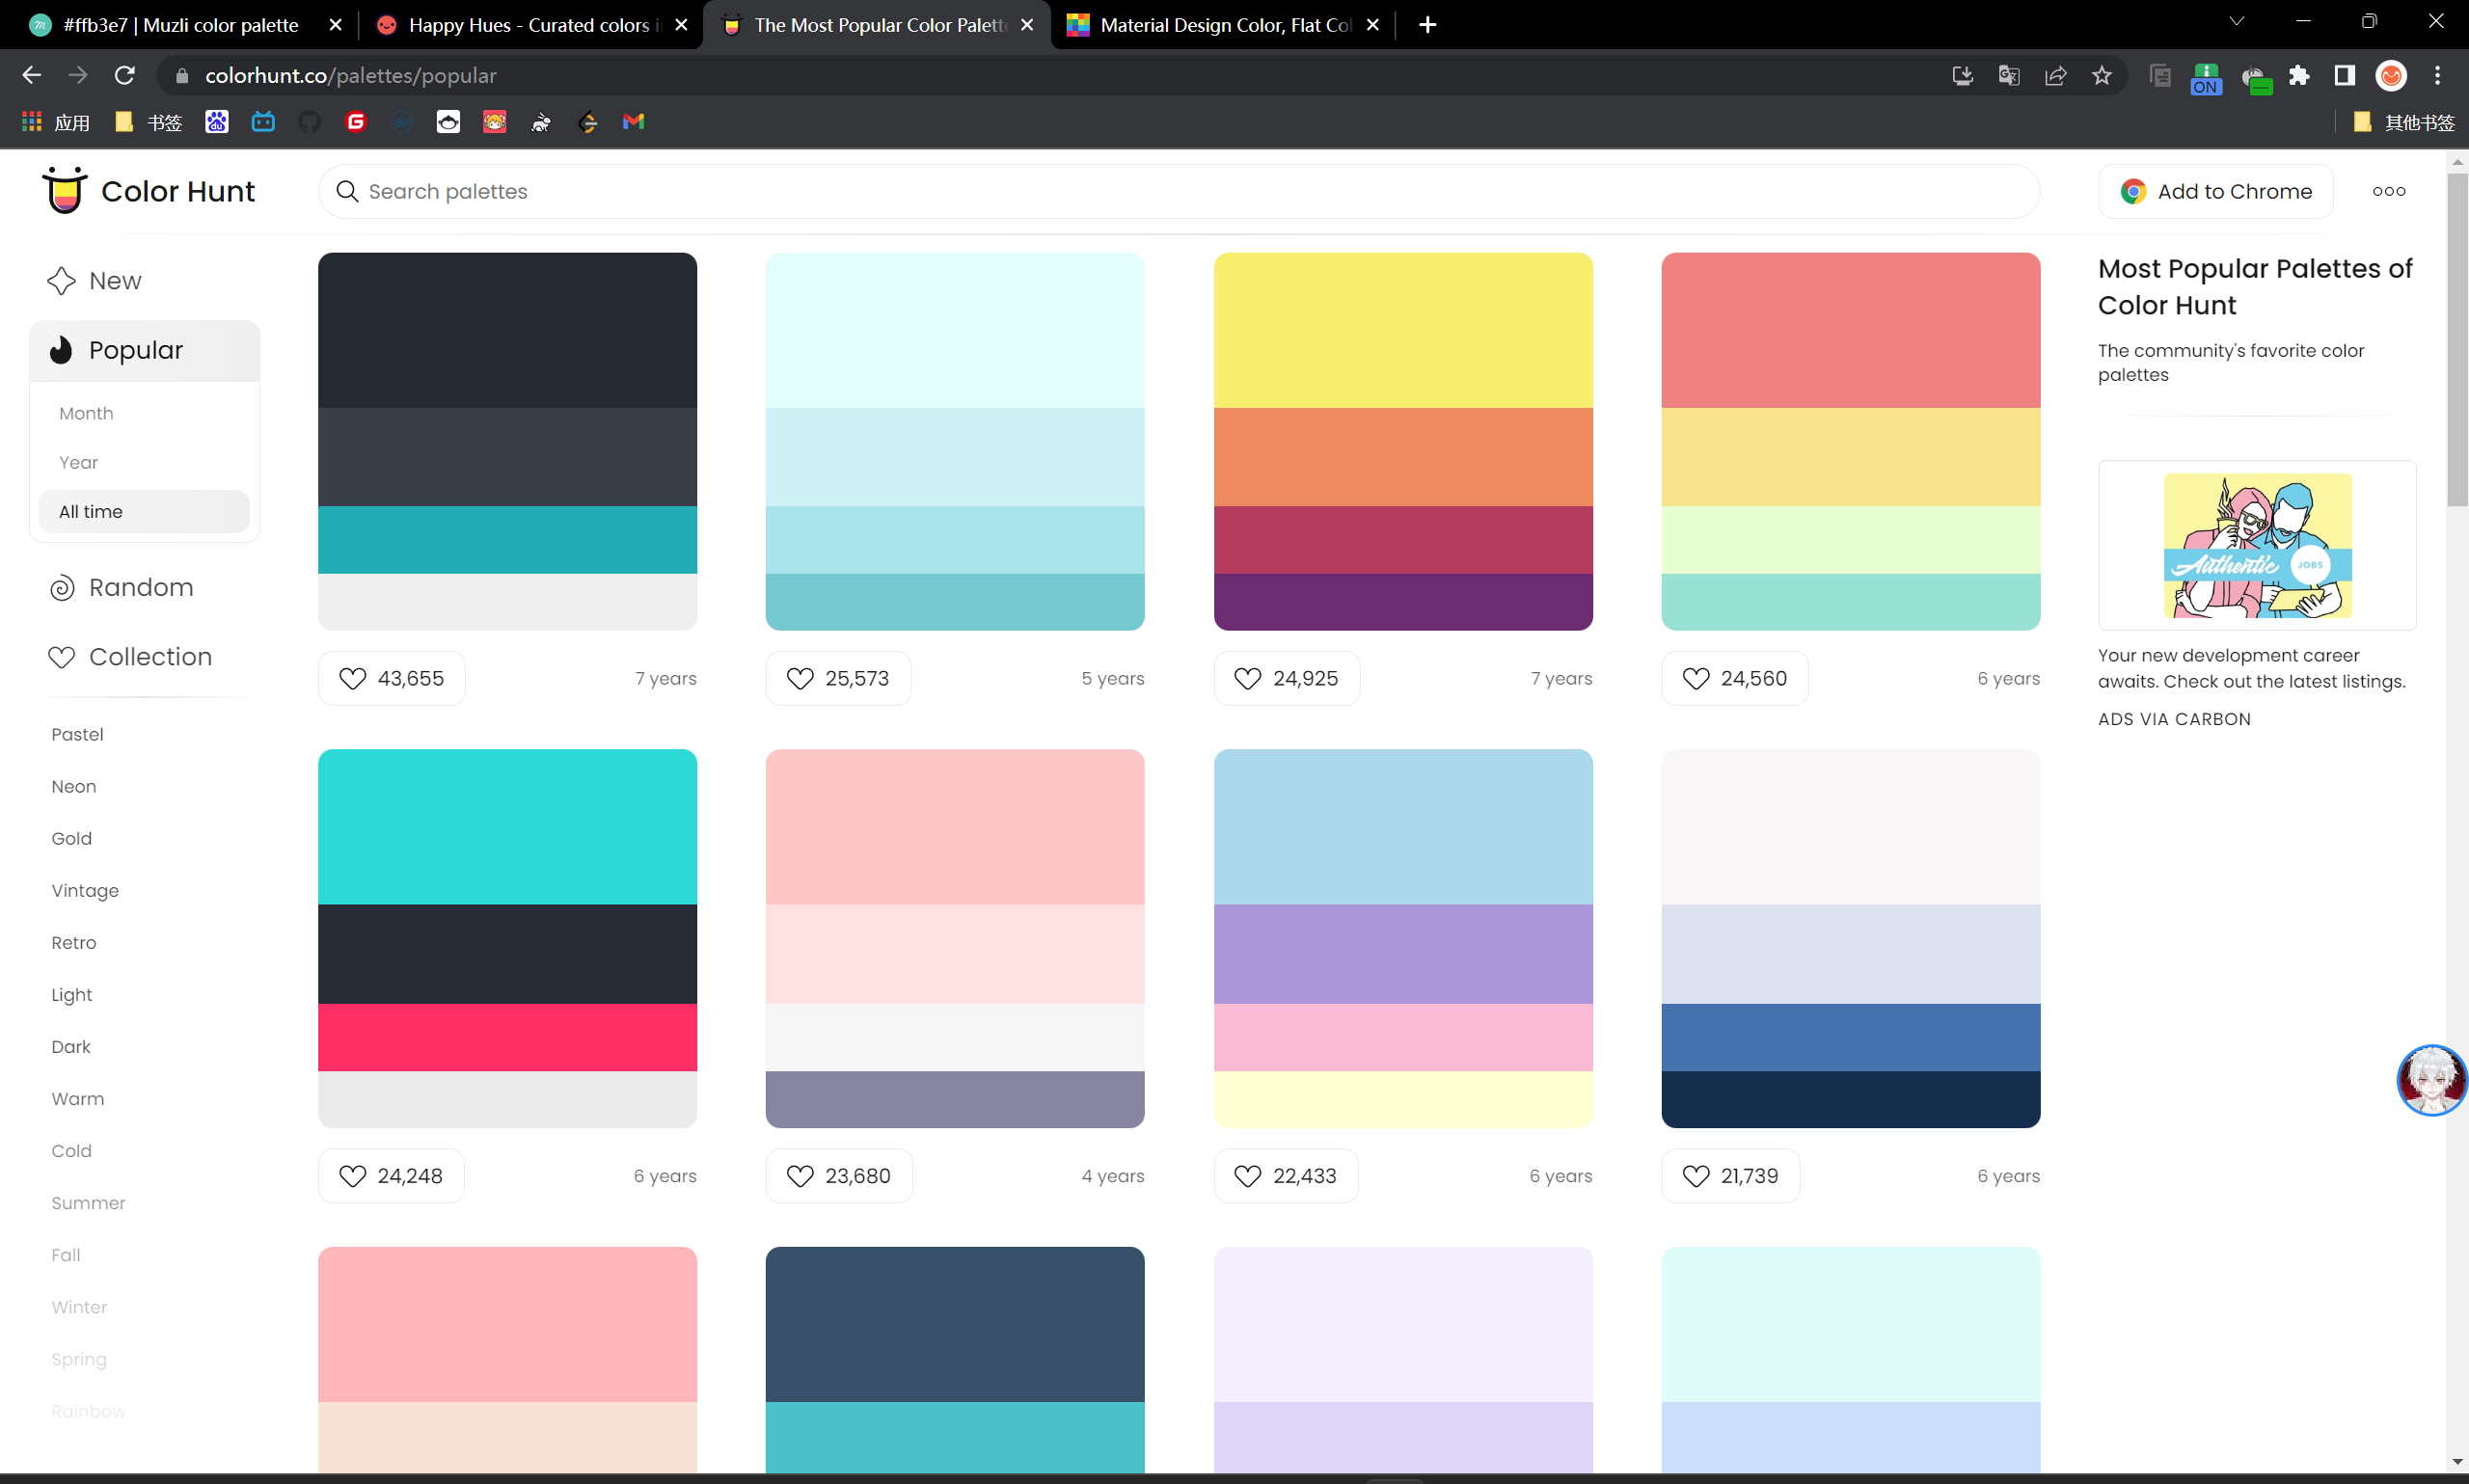 #ffb3e7 | Muzli color palette
Happy Hues - Curated colors i
The Most Popular Color Palett
Material Design Color, Flat Col
colorhunt.co/palettes/popular
ON
应用
书签
其他书签
Color Hunt
Search palettes
Add to Chrome
New
Popular
Month
Year
All time
Random
Collection
Pastel
Neon
Gold
Vintage
Retro
Light
Dark
Warm
Cold
Summer
Fall
Winter
Spring
Rainbow
43,655
7 years
25,573
5 years
24,925
7 years
24,560
6 years
24,248
6 years
23,680
4 years
22,433
6 years
21,739
6 years
Most Popular Palettes of
Color Hunt
The community's favorite color
palettes
Authentic JOBS
Your new development career
awaits. Check out the latest listings.
ADS VIA CARBON